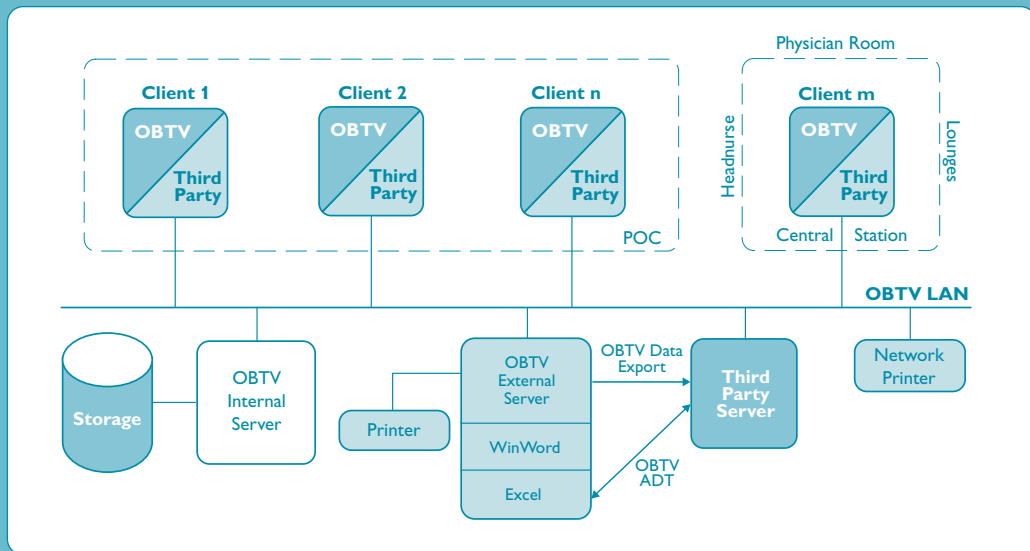 Physician Room
Client 1
Client 2
Client n
Client m
OBTV
Third
Party
OBTV
Third
Party
OBTV
Third
Party
OBTV
Third
Party
Headnurse
Lounges
POC
Central Station
OBTV LAN
Storage
OBTV
Internal
Server
Printer
OBTV
External
Server
WinWord
Excel
OBTV Data
Export
OBTV
ADT
Third
Party
Server
Network
Printer